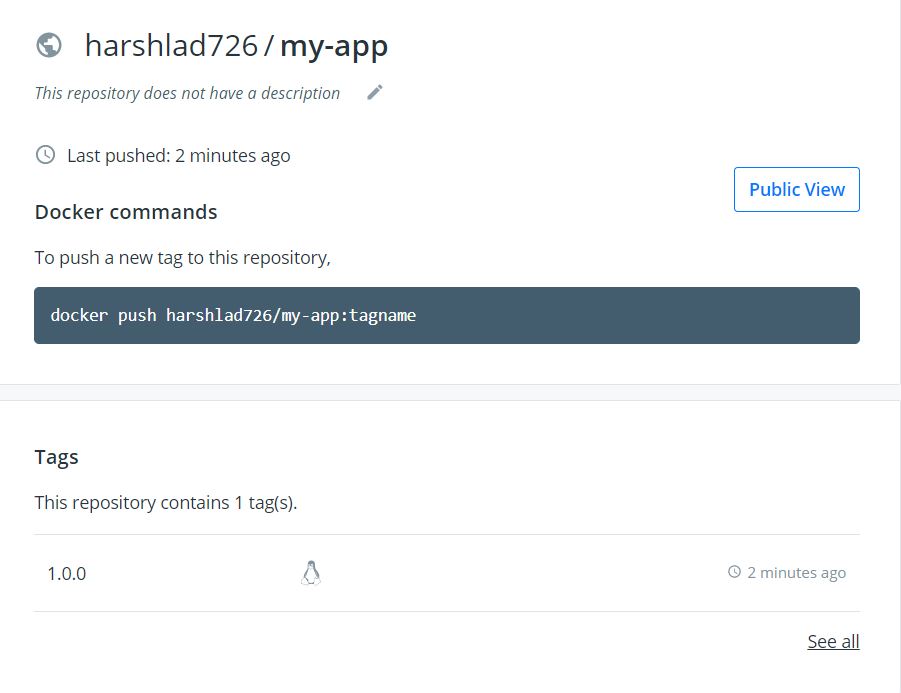 harshlad726 / my-app
This repository does not have a description
Last pushed: 2 minutes ago
Public View
Docker commands
To push a new tag to this repository,
docker push harshlad726/my-app:tagname
Tags
This repository contains 1 tag(s).
1.0.0 2 minutes ago
See all